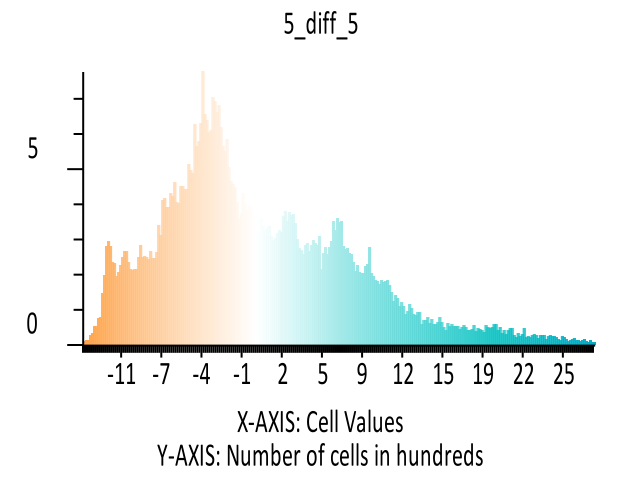 5_diff_5
5
0
-11 -7 -4 -1 2 5 9 12 15 19 22 25
X-AXIS: Cell Values
Y-AXIS: Number of cells in hundreds